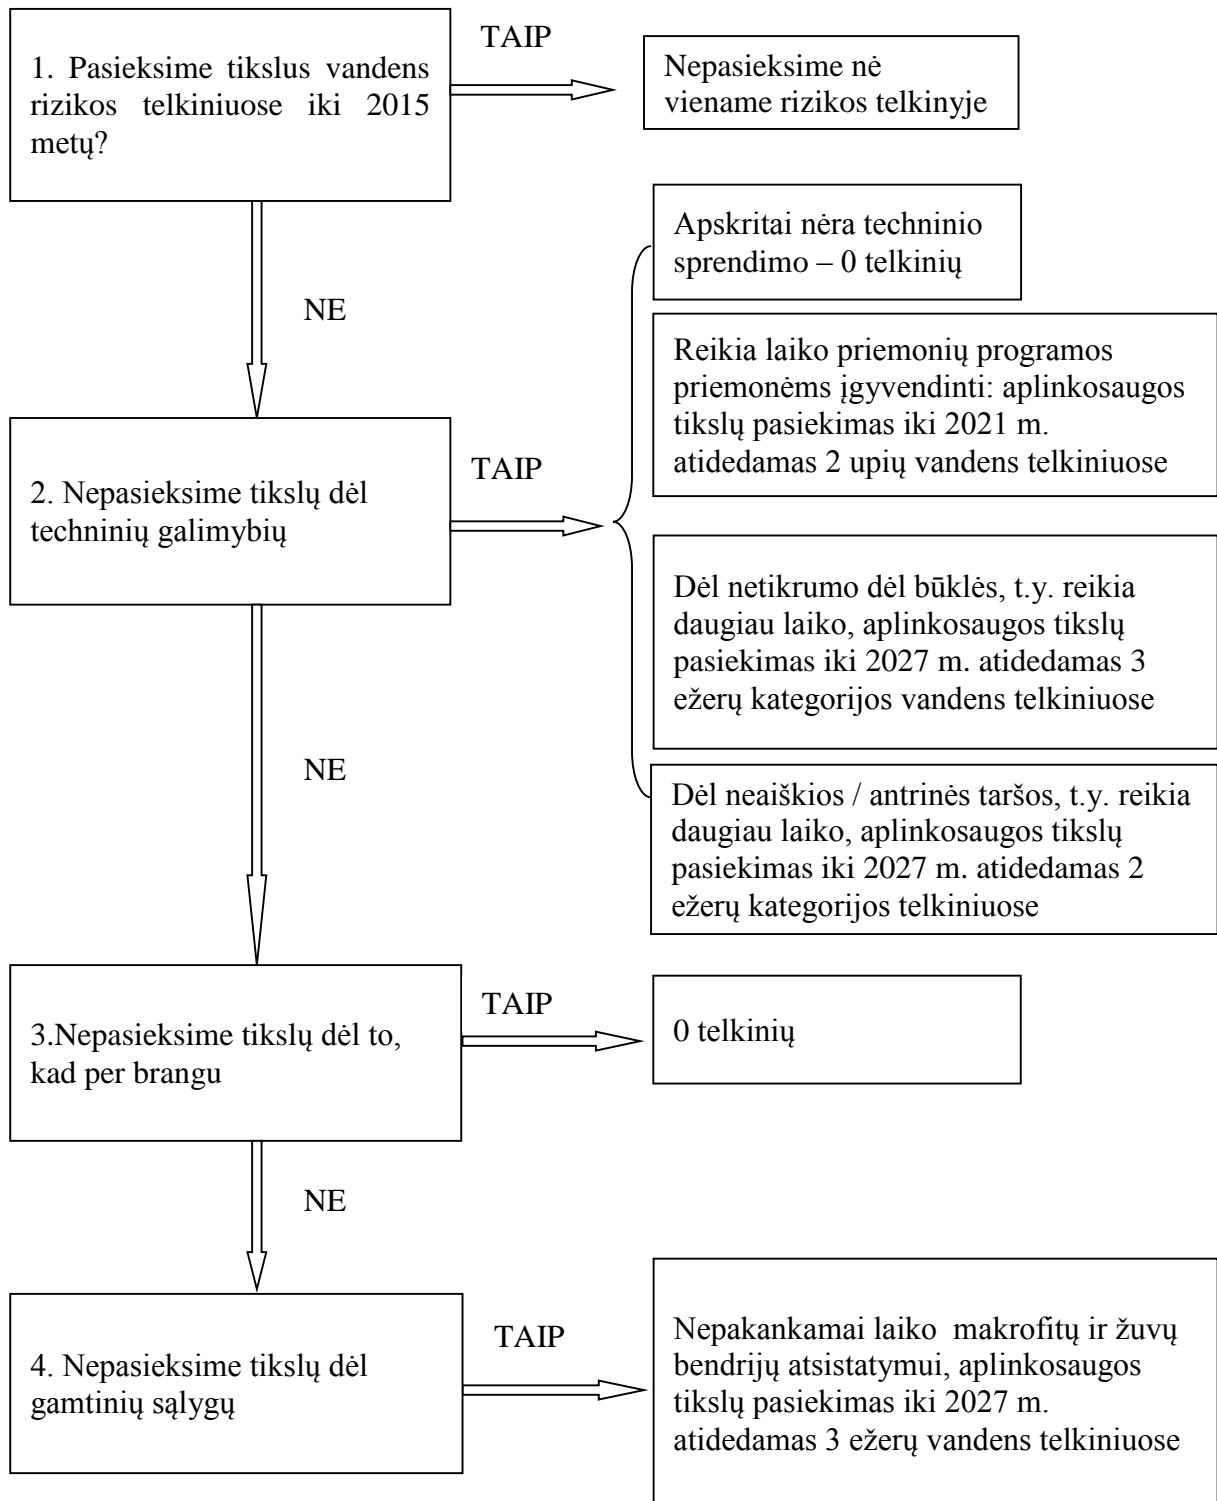 1. Pasieksime tikslus vandens
rizikos telkiniuose iki 2015
metų?
TAIP
Nepasieksime nė
viename rizikos telkinyje
NE
2. Nepasieksime tikslų dėl
techninių galimybių
TAIP
Apskritai nėra techninio
sprendimo – 0 telkinių
Reikia laiko priemonių programos
priemonėms įgyvendinti: aplinkosaugos
tikslų pasiekimas iki 2021 m.
atidedamas 2 upių vandens telkiniuose
Dėl netikrumo dėl būklės, t.y. reikia
daugiau laiko, aplinkosaugos tikslų
pasiekimas iki 2027 m. atidedamas 3
ežerų kategorijos vandens telkiniuose
Dėl neaiškios / antrinės taršos, t.y. reikia
daugiau laiko, aplinkosaugos tikslų
pasiekimas iki 2027 m. atidedamas 2
ežerų kategorijos telkiniuose
NE
3.Nepasieksime tikslų dėl to,
kad per brangu
TAIP
0 telkinių
NE
4. Nepasieksime tikslų dėl
gamtinių sąlygų
TAIP
Nepakankamai laiko makrofitų ir žuvų
bendrijų atsistatymui, aplinkosaugos
tikslų pasiekimas iki 2027 m.
atidedamas 3 ežerų vandens telkiniuose